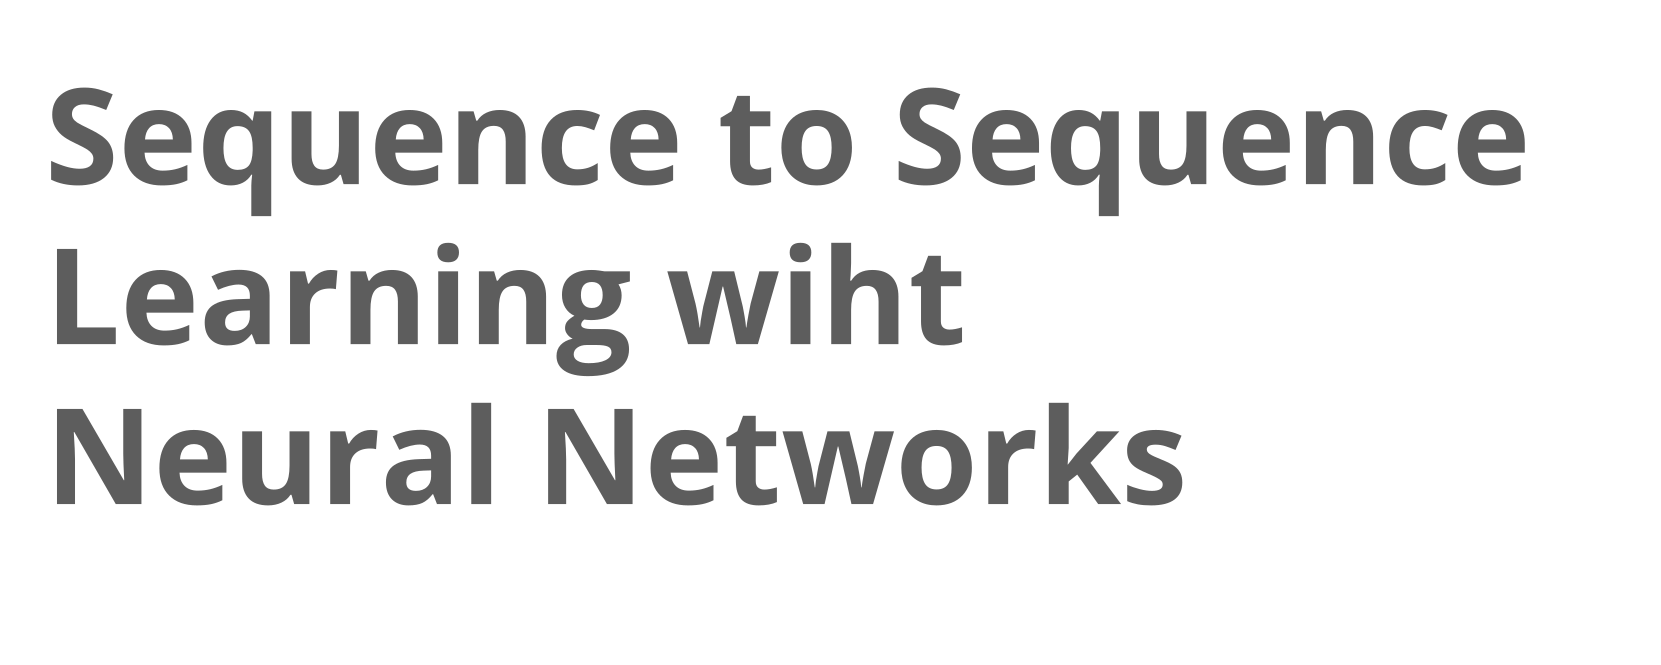 Sequence to Sequence
Learning wiht
Neural Networks